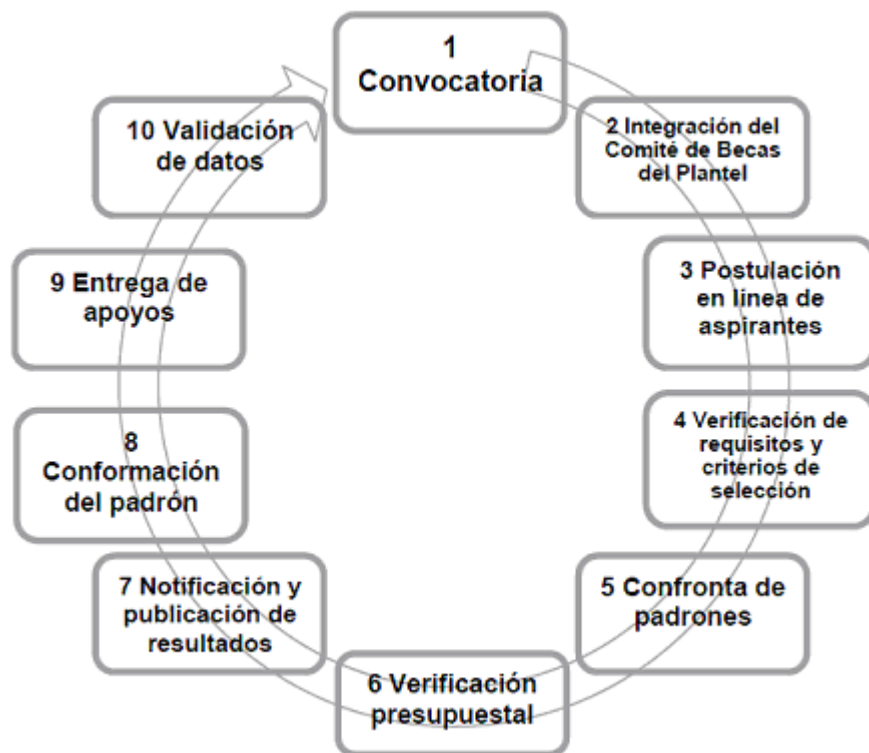 1
Convocatoria
2 Integración del
Comité de Becas
del Plantel
3 Postulación
en línea de
aspirantes
4 Verificación de
requisitos y
criterios de
selección
5 Confronta de
padrones
6 Verificación
presupuestal
7 Notificación y
publicación de
resultados
8
Conformación
del padrón
9 Entrega de
apoyos
10 Validación
de datos